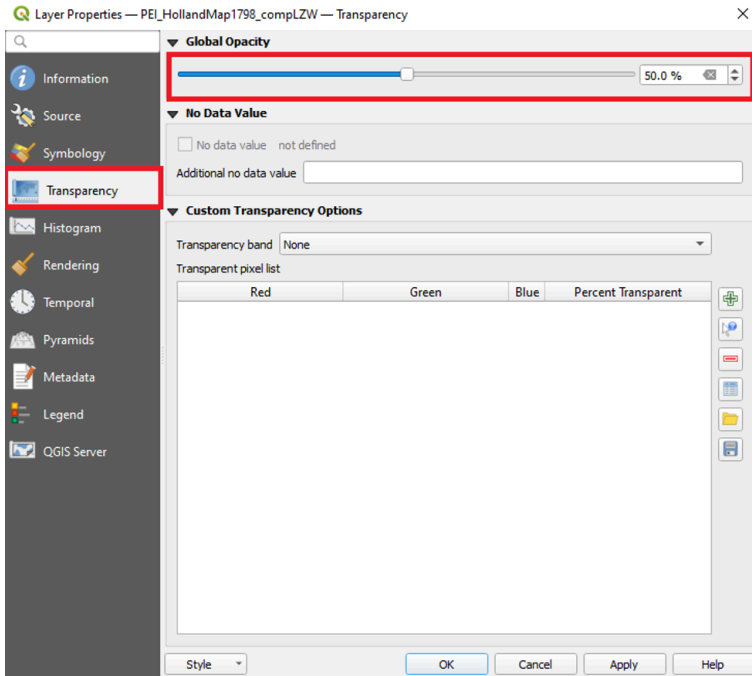 Layer Properties — PEI_HollandMap1798_compLZW — Transparency
Information
Source
Symbology
Transparency
Histogram
Rendering
Temporal
Pyramids
Metadata
Legend
QGIS Server
Global Opacity
50.0 %
No Data Value
No data value not defined
Additional no data value
Custom Transparency Options
Transparency band None
Transparent pixel list
Red Green Blue Percent Transparent
Style OK Cancel Apply Help